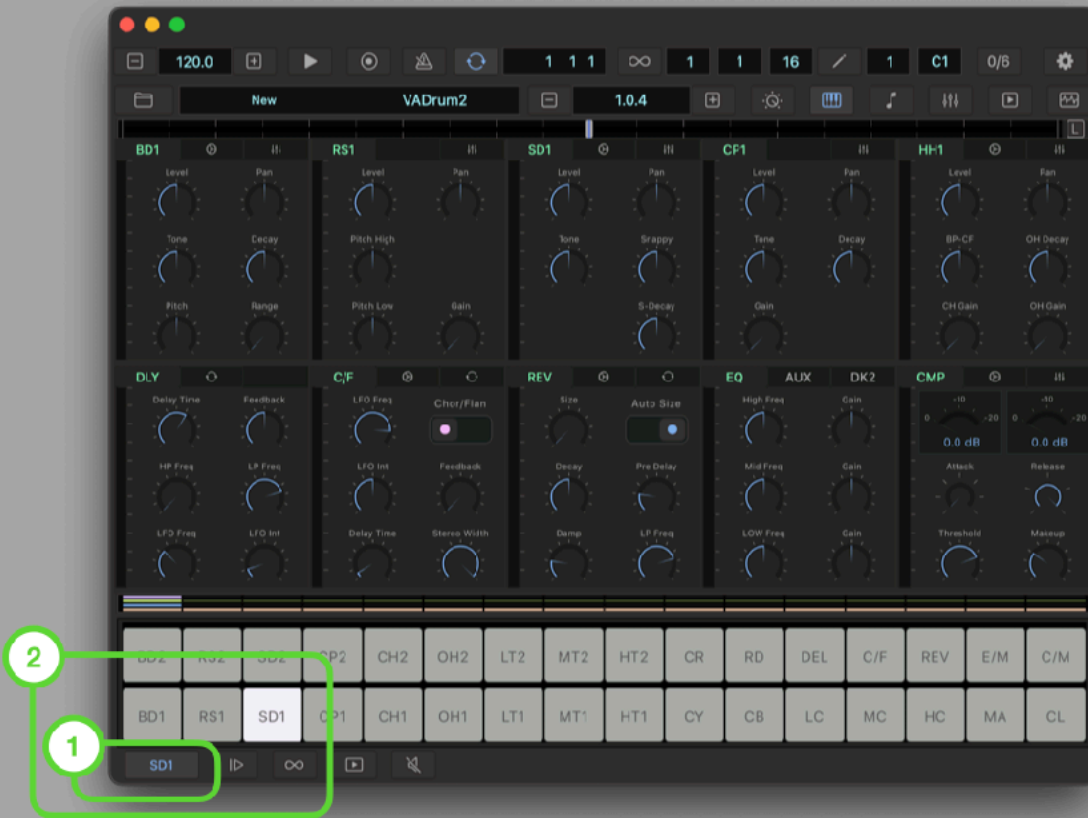 120.0 1 1 1 1 1 16 1 C1 0/6
New VADrum2 1.0.4
L
BD1 RS1 SD1 CP1 HH1
Level Pan Level Pan Level Pan Level Pan Level Pan
Tone Decay Pitch High Tone Snappy Tone Decay BP-CF OH Decay
Pitch Range Pitch Low Gain S-Decay Gain CH Gain OH Gain
DLY C/F REV EQ AUX DK2 CMP
Delay Time Feedback LFO Freq Chor/Flan Size Auto Size High Freq Gain -10 -10
0 -20 0 -20
0.0 dB 0.0 dB
HP Freq LP Freq LFO Int Feedback Decay Pre Delay Mid Freq Gain Attack Release
LFO Freq LFO Int Delay Time Stereo Width Damp LP Freq LOW Freq Gain Threshold Makeup
2 BD2 RS2 SD2 CP2 CH2 OH2 LT2 MT2 HT2 CR RD DEL C/F REV E/M C/M
BD1 RS1 SD1 CP1 CH1 OH1 LT1 MT1 HT1 CY CB LC MC HC MA CL
1
SD1